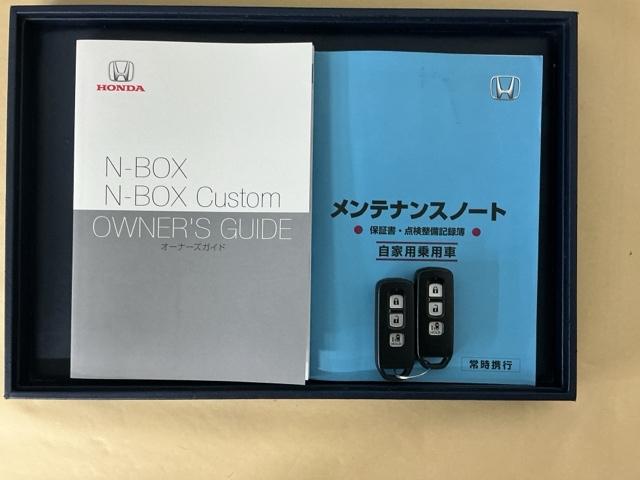 HONDA
N-BOX
N-BOX Custom
OWNER'S GUIDE
オーナーズガイド
メンテナンスノート
● 保証書・点検整備記録簿 ●
自家用乗用車
常時携行
HOLD
HOLD